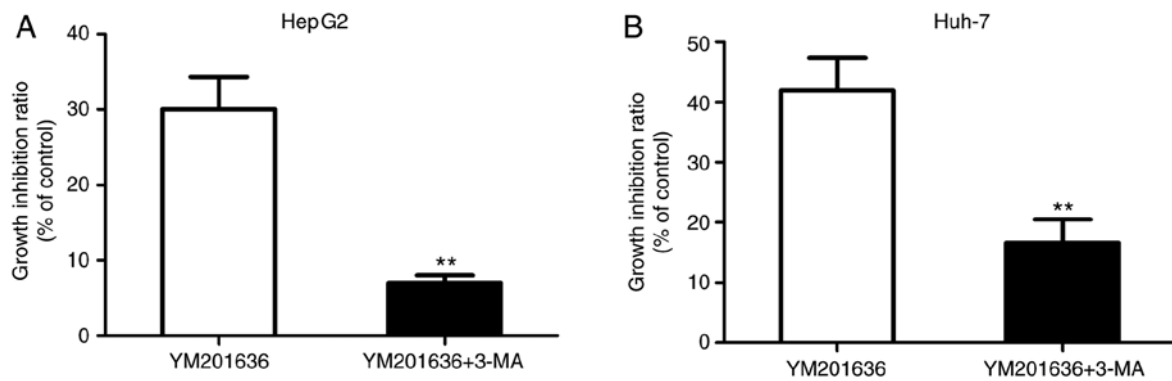 A
HepG2
Growth inhibition ratio
(% of control)
40
30
20
10
0
**
YM201636
YM201636+3-MA
B
Huh-7
Growth inhibition ratio
(% of control)
50
40
30
20
10
0
**
YM201636
YM201636+3-MA